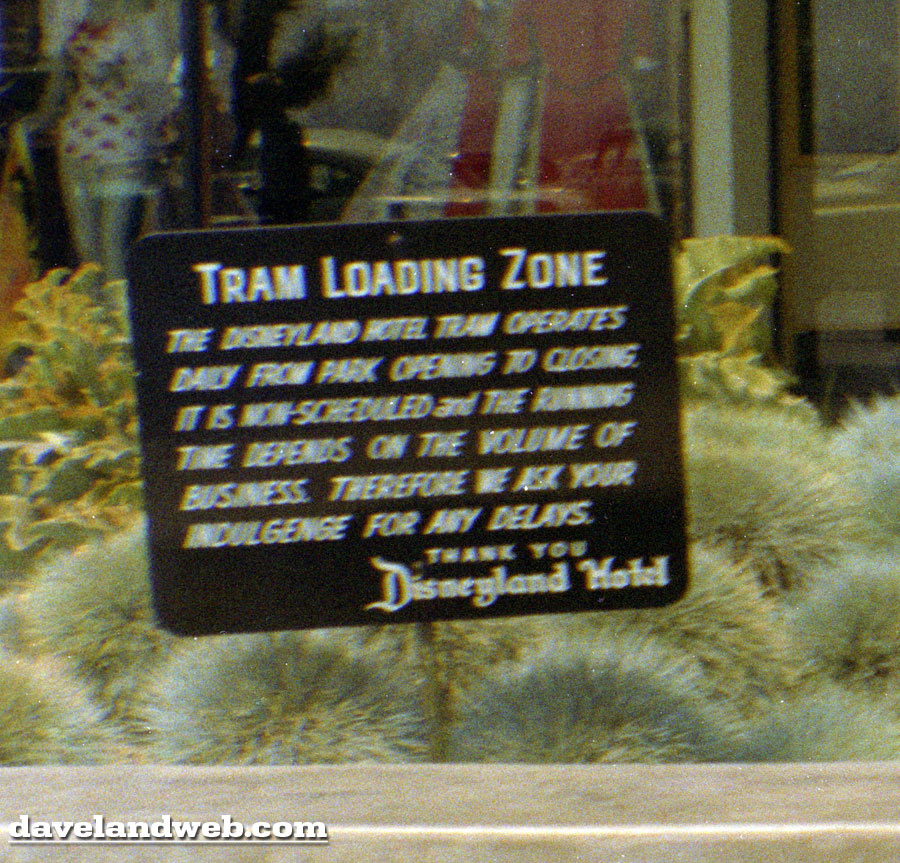 TRAM LOADING ZONE
THE DISNEYLAND HOTEL TRAM OPERATES
DAILY FROM PARK OPENING TO CLOSING.
IT IS NON-SCHEDULED and THE RUNNING
TIME DEPENDS ON THE VOLUME OF
BUSINESS. THEREFORE WE ASK YOUR
INDULGENGE FOR ANY DELAYS.
THANK YOU
Disneyland Hotel
davelandweb.com